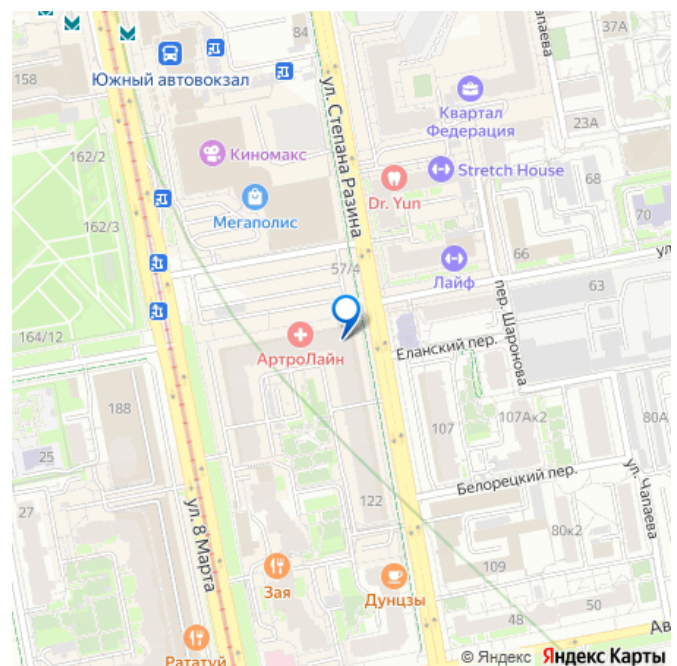 84
37А
Чапаева
158
Южный автовокзал
ул. Степана Разина
Квартал
Федерация
23А
162/2
Киномакс
Stretch House
68
Dr. Yun
Мегаполис
70
162/3
66
57/4
Лайф
ул
63
164/12
пер. Шаронова
АртроЛайн
Еланский пер.
188
107
107Ак2
80А
25
Белорецкий пер.
ул. Чапаева
27
ул. 8 Марта
122
80к2
109
Зая
Дунцзы
50
48
Ав
Рататуй
© Яндекс Яндекс Карты